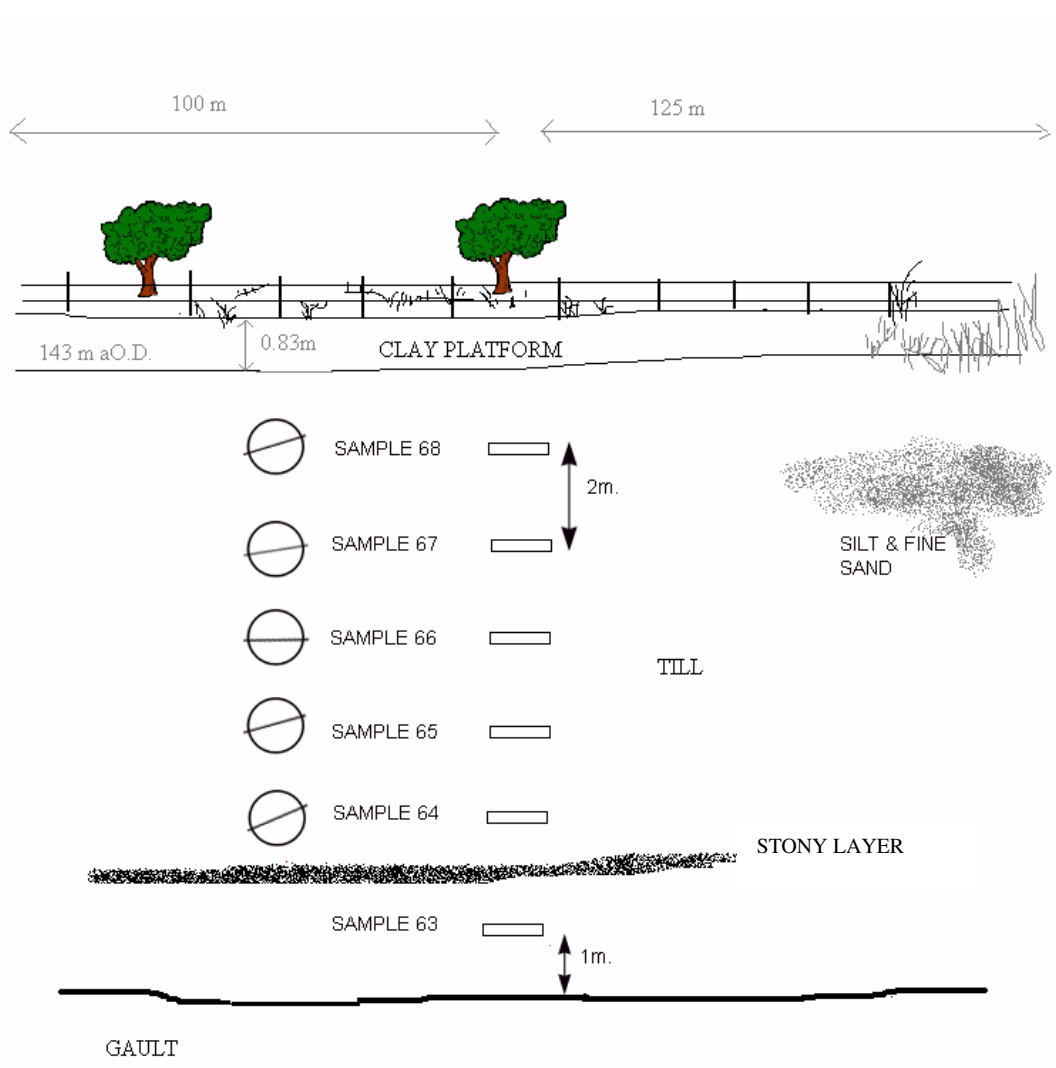 100 m
125 m
143 m aO.D.
0.83m
CLAY PLATFORM
SAMPLE 68
2m.
SAMPLE 67
SILT & FINE
SAND
SAMPLE 66
TILL
SAMPLE 65
SAMPLE 64
STONY LAYER
SAMPLE 63
1m.
GAULT